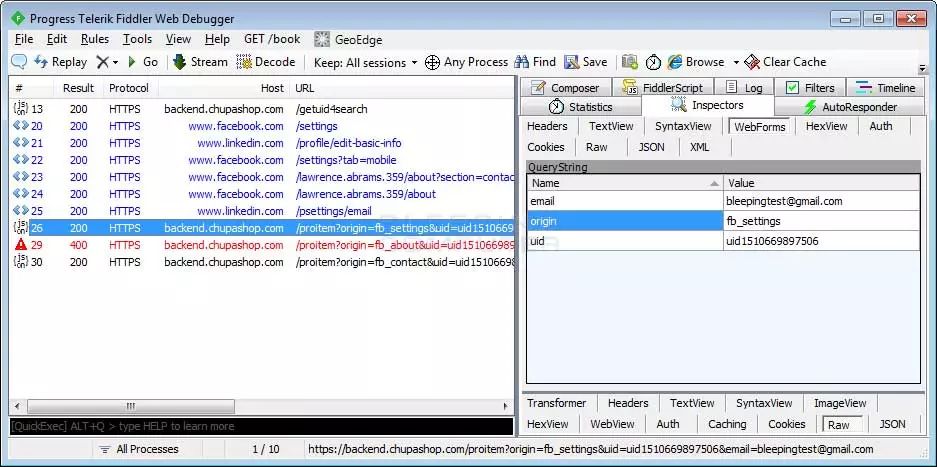 Progress Telerik Fiddler Web Debugger
File Edit Rules Tools View Help GET /book GeoEdge
Replay Go Stream Decode Keep: All sessions Any Process Find Save Browse Clear Cache
# Result Protocol Host URL
13 200 HTTPS backend.chupashop.com /getuid4search
20 200 HTTPS www.facebook.com /settings
21 200 HTTPS www.linkedin.com /profile/edit-basic-info
22 200 HTTPS www.facebook.com /settings?tab=mobile
23 200 HTTPS www.facebook.com /lawrence.abrams.359/about?section=contac
24 200 HTTPS www.facebook.com /lawrence.abrams.359/about
25 200 HTTPS www.linkedin.com /psettings/email
26 200 HTTPS backend.chupashop.com /proitem?origin=fb_settings&uid=uid1510669
29 400 HTTPS backend.chupashop.com /proitem?origin=fb_about&uid=uid151066989
30 200 HTTPS backend.chupashop.com /proitem?origin=fb_contact&uid=uid15106698
Composer FiddlerScript Log Filters Timeline
Statistics Inspectors AutoResponder
Headers TextView SyntaxView WebForms HexView Auth
Cookies Raw JSON XML
QueryString
Name Value
email bleepingtest@gmail.com
origin fb_settings
uid uid1510669897506
Transformer Headers TextView SyntaxView ImageView
HexView WebView Auth Caching Cookies Raw JSON
[QuickExec] ALT+Q > type HELP to learn more
All Processes 1 / 10 https://backend.chupashop.com/proitem?origin=fb_settings&uid=uid1510669897506&email=bleepingtest@gmail.com